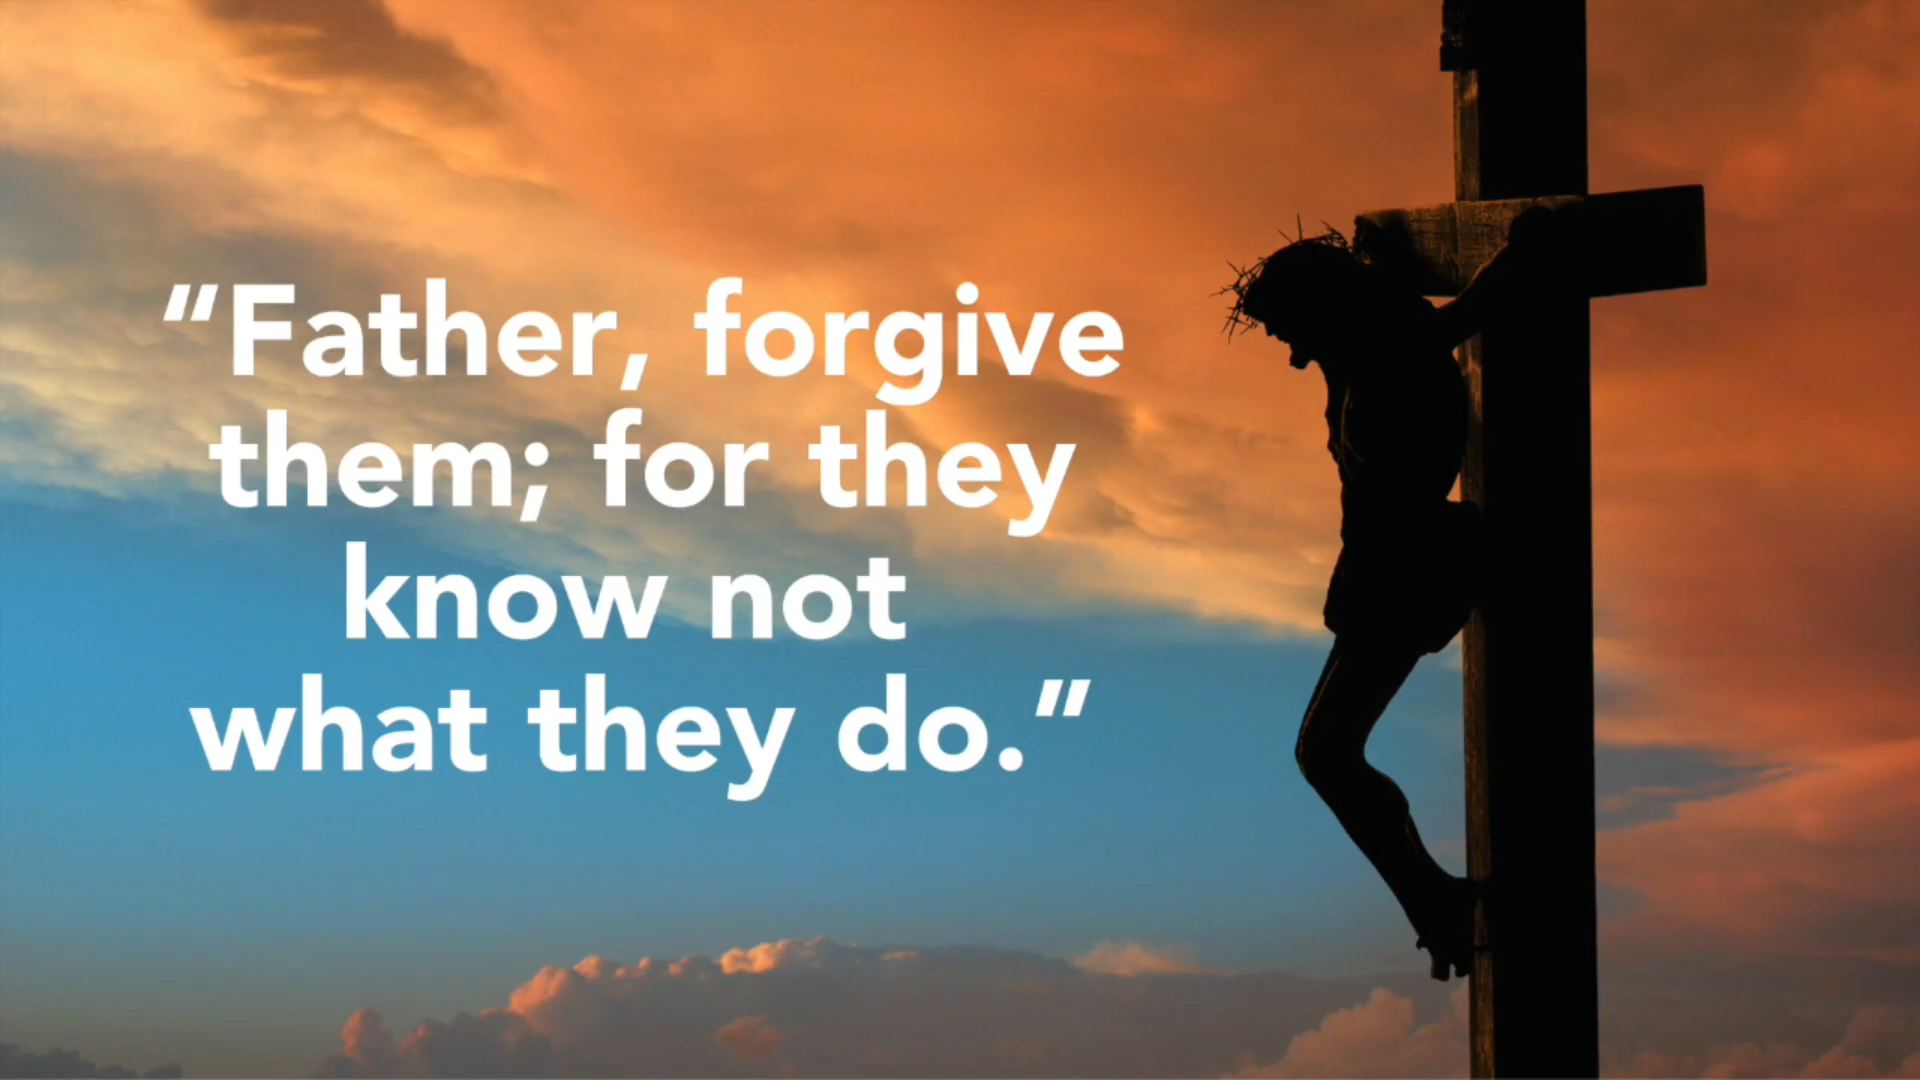 “Father, forgive
them; for they
know not
what they do.”